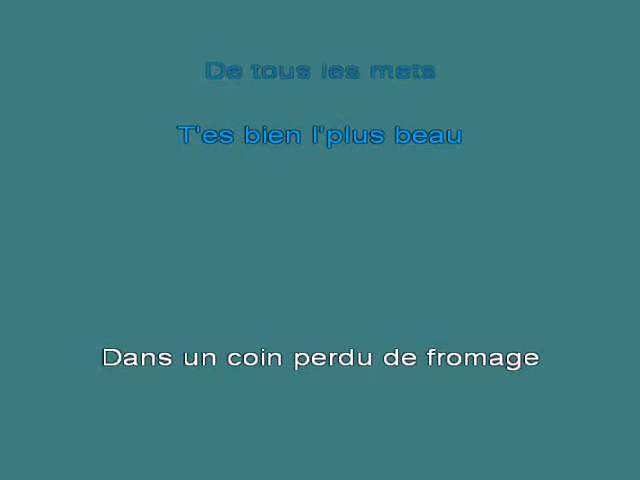 De tous les mets
T'es bien l'plus beau
Dans un coin perdu de fromage